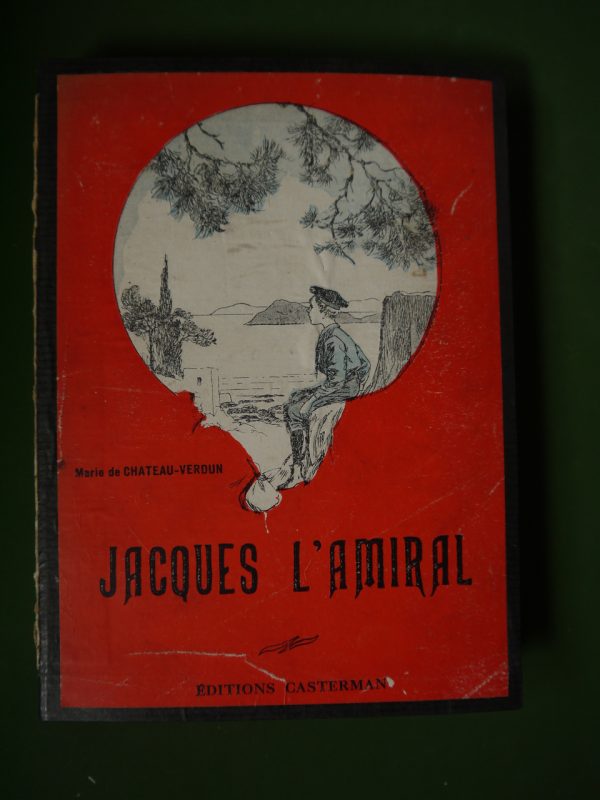 Marie de CHATEAU-VERDUN
JACQUES L'AMIRAL
ÉDITIONS CASTERMAN